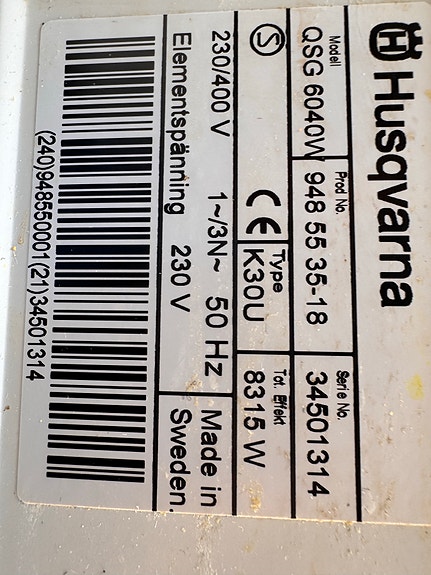 Husqvarna
Modell Prod No. Serie No.
QSG 6040W 948 55 35-18 34501314
Type Tot Effekt
S CE K30U 8315 W
230/400 V 1~/3N~ 50 Hz Made in
Elementspänning 230 V Sweden.
(240)948550001(21)34501314